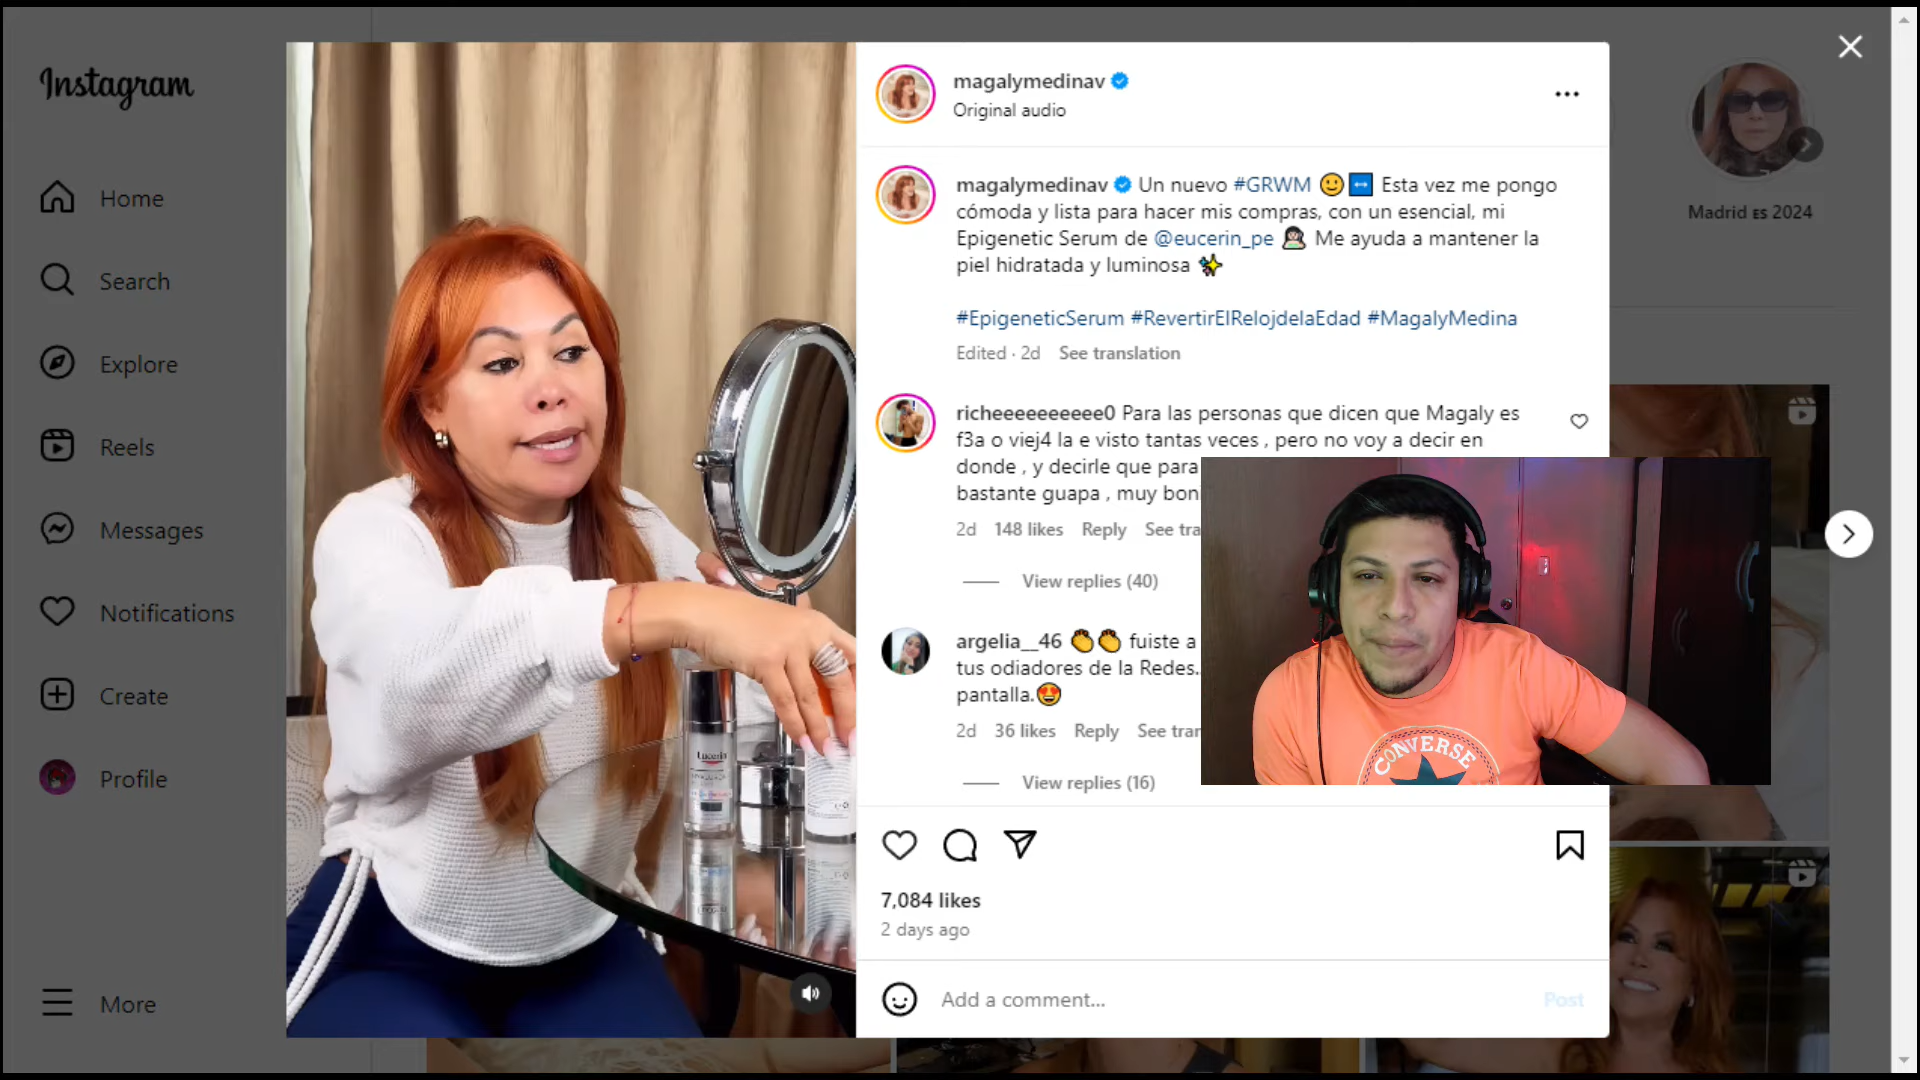 Instagram
Home
Search
Explore
Reels
Messages
Notifications
Create
Profile
More
magalymedinav
Original audio
magalymedinav Un nuevo #GRWM 🙂↔️ Esta vez me pongo
cómoda y lista para hacer mis compras, con un esencial, mi
Epigenetic Serum de @eucerin_pe 👩🏻‍🔬 Me ayuda a mantener la
piel hidratada y luminosa ✨
#EpigeneticSerum #RevertirElRelojdelaEdad #MagalyMedina
Edited · 2d See translation
richeeeeeeeeee0 Para las personas que dicen que Magaly es
f3a o viej4 la e visto tantas veces , pero no voy a decir en
donde , y decirle que para
bastante guapa , muy bon
2d 148 likes Reply See tra
View replies (40)
argelia__46 👏👏 fuiste a
tus odiadores de la Redes..
pantalla.😍
2d 36 likes Reply See tran
View replies (16)
7,084 likes
2 days ago
Add a comment...
Post
Madrid ES 2024
Eucerin
CONVERSE